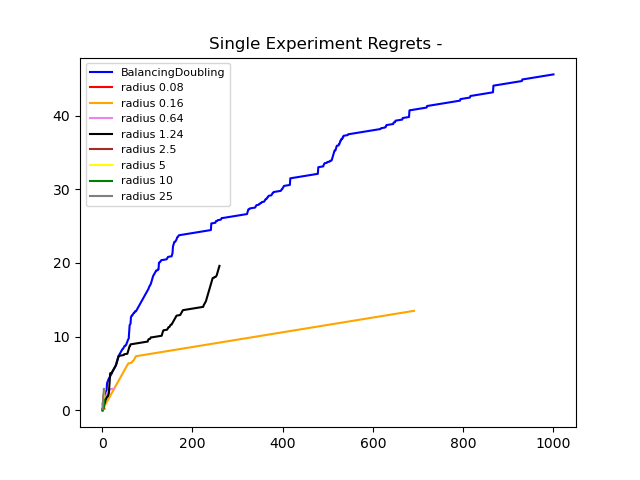 Single Experiment Regrets -
BalancingDoubling
radius 0.08
radius 0.16
radius 0.64
radius 1.24
radius 2.5
radius 5
radius 10
radius 25
40
30
20
10
0
0 200 400 600 800 1000